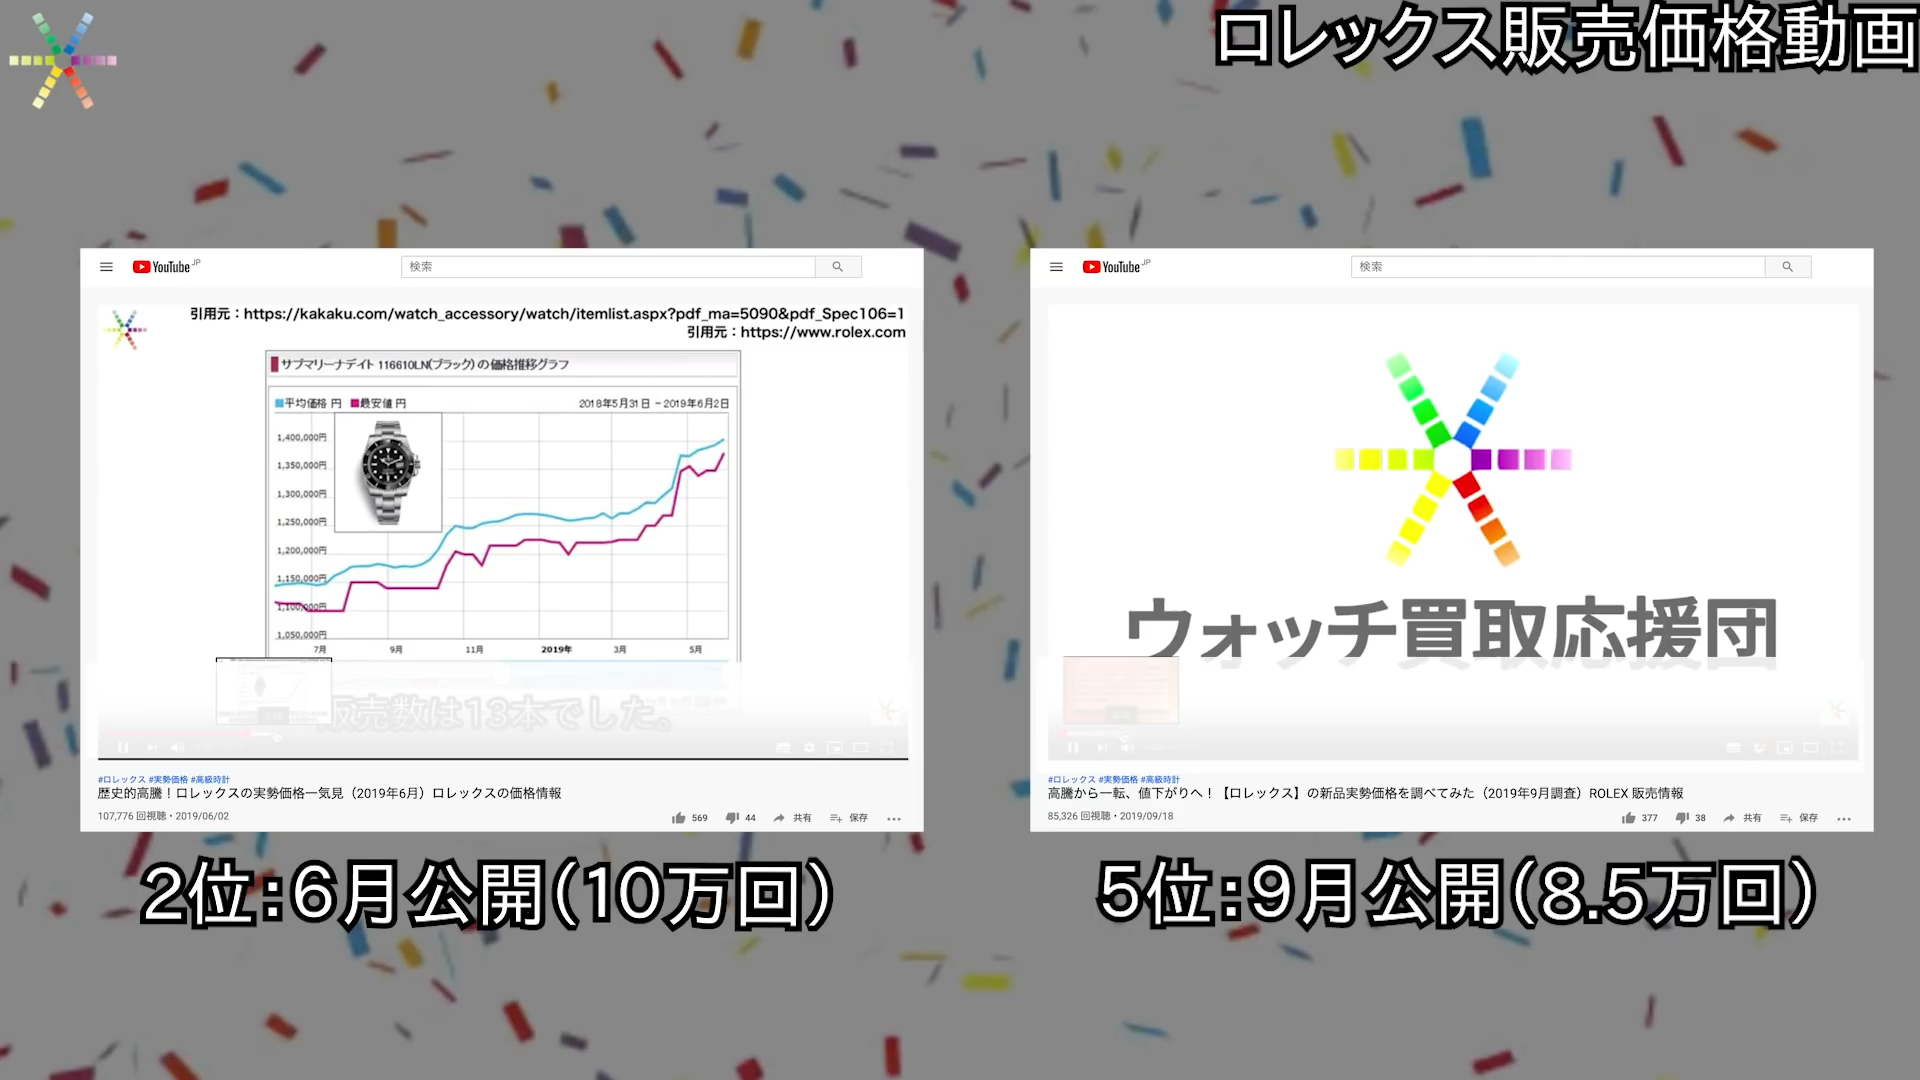 ロレックス販売価格動画
YouTube JP
検索
引用元：https://kakaku.com/watch_accessory/watch/itemlist.aspx?pdf_ma=5090&pdf_Spec106=1
引用元：https://www.rolex.com
サブマリーナデイト 116610LN(ブラック) の価格推移グラフ
平均価格 円 最安値 円 2018年5月31日 - 2019年6月2日
1,400,000円
1,350,000円
1,300,000円
1,250,000円
1,200,000円
1,150,000円
1,100,000円
1,050,000円
7月 9月 11月 2019年 3月 5月
販売数は13本でした。
#ロレックス #実勢価格 #高級時計
歴史的高騰！ロレックスの実勢価格一気見（2019年6月）ロレックスの価格情報
107,776 回視聴・2019/06/02
569 44 共有 保存
2位：6月公開（10万回）
YouTube JP
検索
ウォッチ買取応援団
#ロレックス #実勢価格 #高級時計
高騰から一転、値下がりへ！【ロレックス】の新品実勢価格を調べてみた（2019年9月調査）ROLEX 販売情報
85,326 回視聴・2019/09/18
377 38 共有 保存
5位：9月公開（8.5万回）